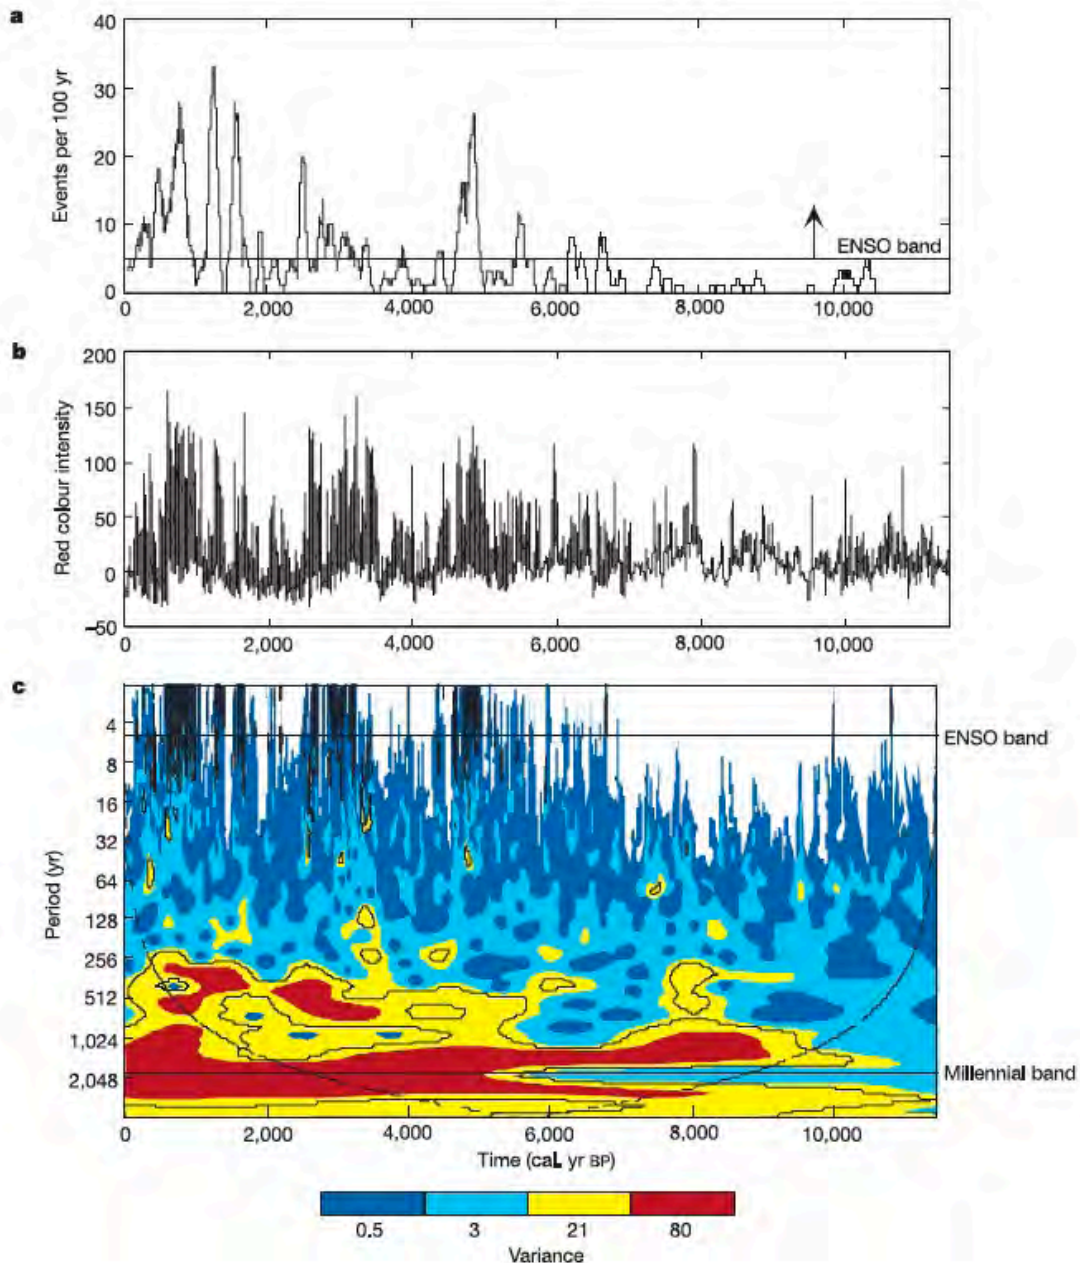 a
40
30
20
10
0
Events per 100 yr
ENSO band
0 2,000 4,000 6,000 8,000 10,000
b
200
150
100
50
0
–50
Red colour intensity
0 2,000 4,000 6,000 8,000 10,000
c
4
8
16
32
64
128
256
512
1,024
2,048
Period (yr)
ENSO band
Millennial band
0 2,000 4,000 6,000 8,000 10,000
Time (caL yr BP)
0.5 3 21 80
Variance